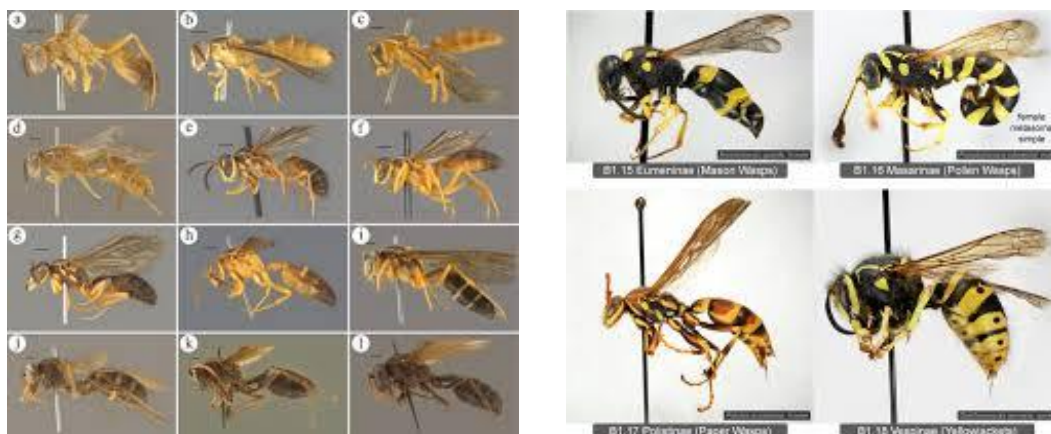 a
b
c
d
e
f
g
h
i
j
k
l
B1.15 Eumeninae (Mason Wasps)
female
metasoma
simple
B1.16 Masarinae (Pollen Wasps)
B1.17 Polistinae (Paper Wasps)
B1.18 Vespinae (Yellowjackets)